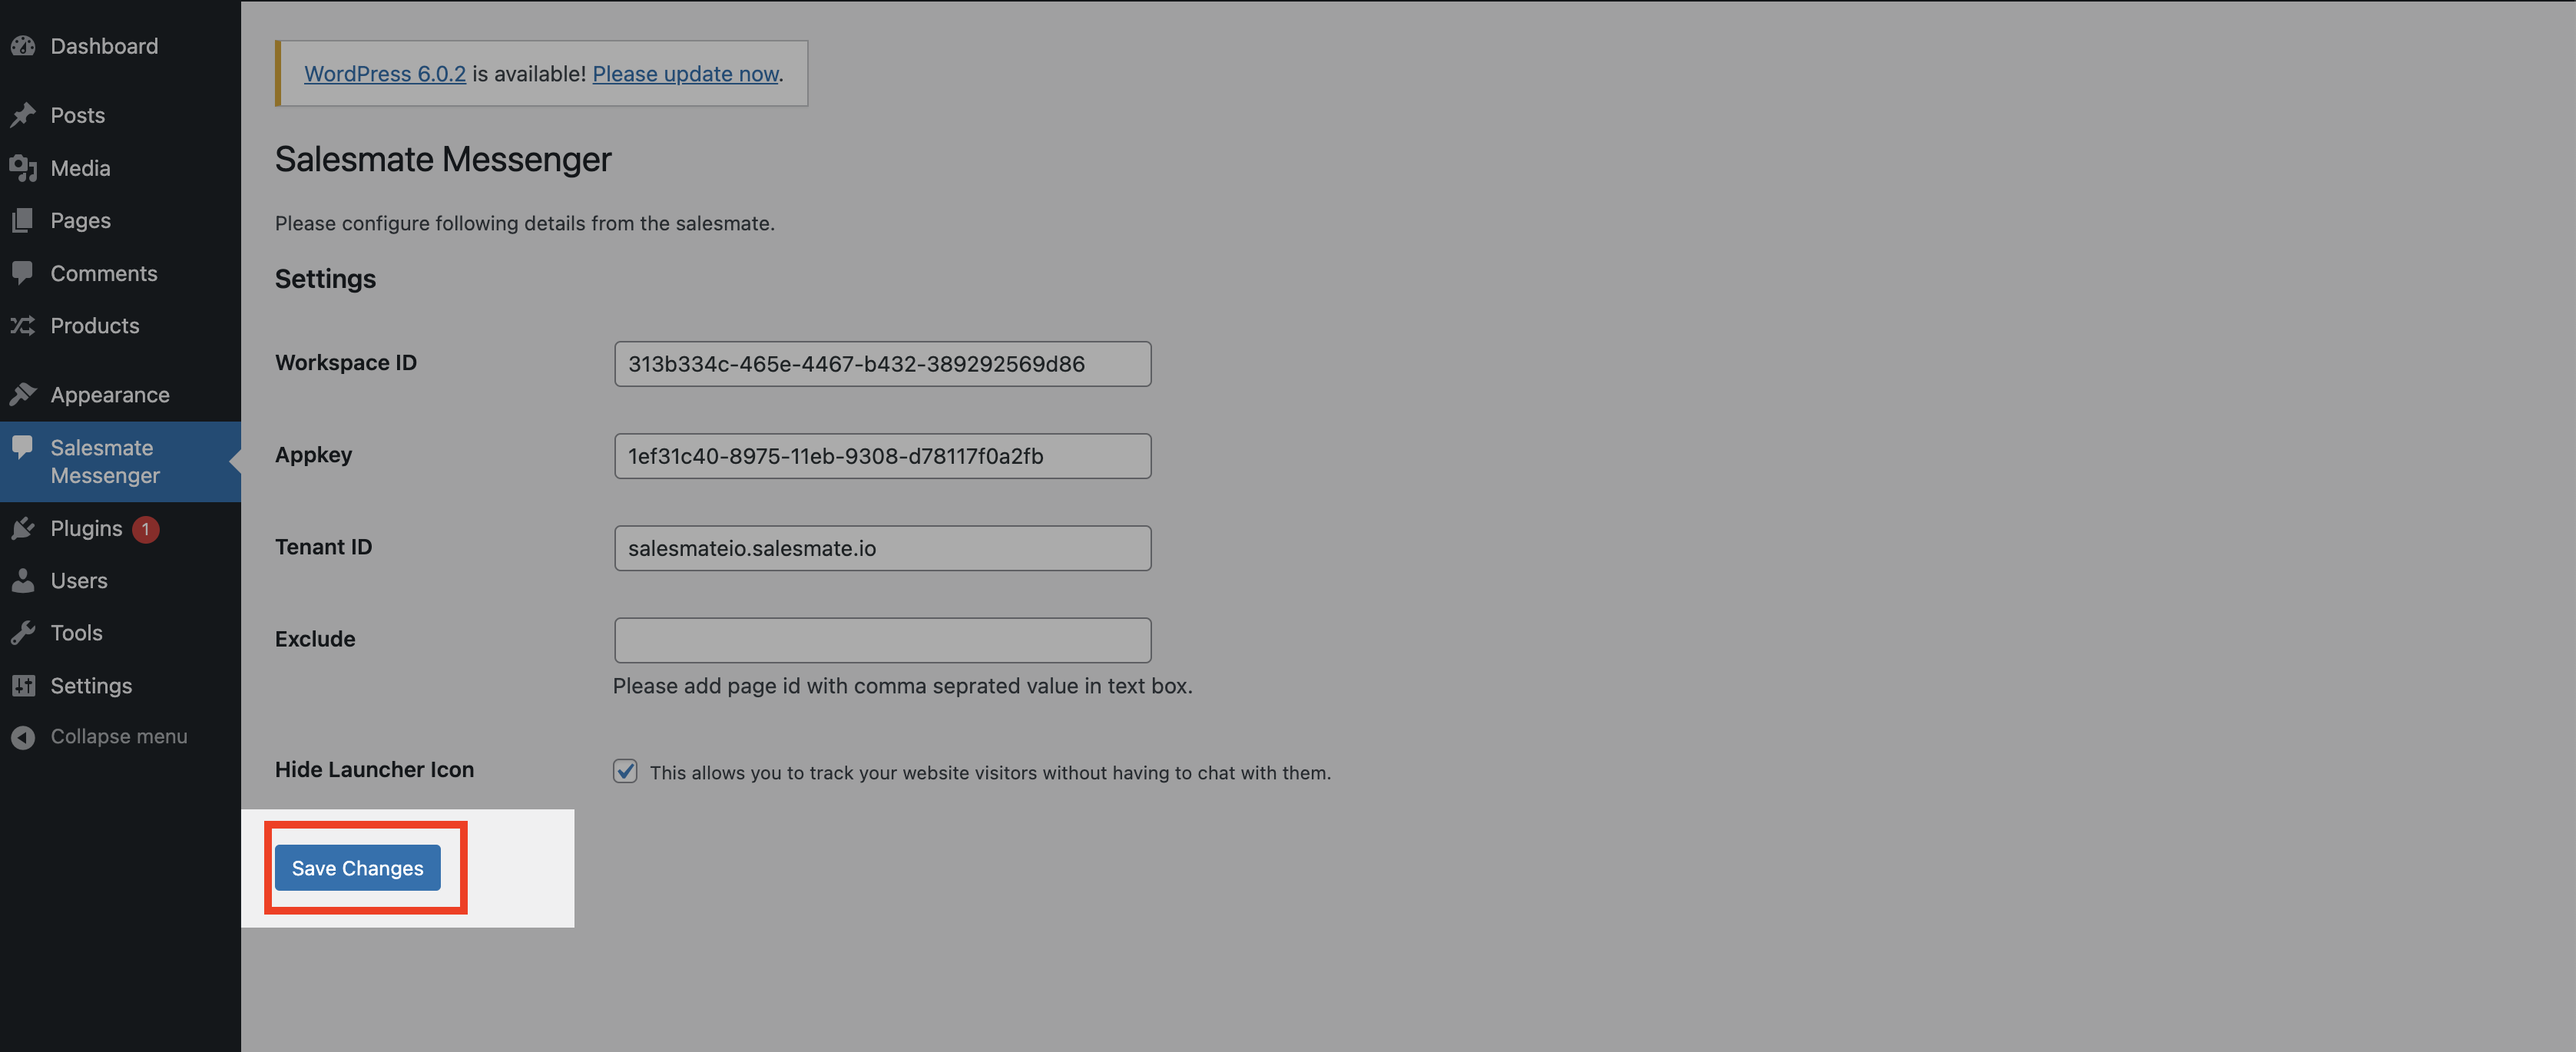 Dashboard
Posts
Media
Pages
Comments
Products
Appearance
Salesmate
Messenger
Plugins 1
Users
Tools
Settings
Collapse menu
WordPress 6.0.2 is available! Please update now.
Salesmate Messenger
Please configure following details from the salesmate.
Settings
Workspace ID 313b334c-465e-4467-b432-389292569d86
Appkey 1ef31c40-8975-11eb-9308-d78117f0a2fb
Tenant ID salesmateio.salesmate.io
Exclude
Please add page id with comma seprated value in text box.
Hide Launcher Icon This allows you to track your website visitors without having to chat with them.
Save Changes